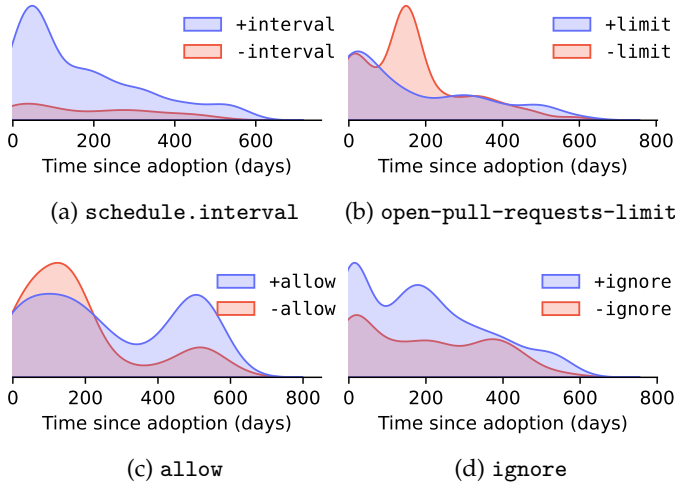 +interval
-interval
0 200 400 600
Time since adoption (days)
(a) schedule.interval
+limit
-limit
0 200 400 600 800
Time since adoption (days)
(b) open-pull-requests-limit
+allow
-allow
0 200 400 600 800
Time since adoption (days)
(c) allow
+ignore
-ignore
0 200 400 600 800
Time since adoption (days)
(d) ignore